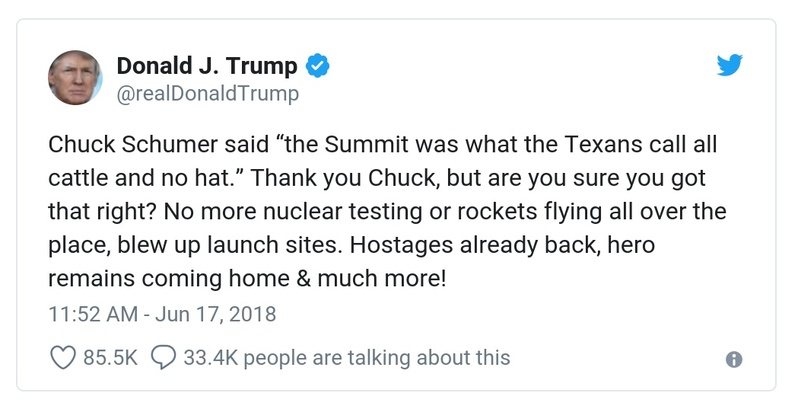 Donald J. Trump
@realDonaldTrump
Chuck Schumer said “the Summit was what the Texans call all
cattle and no hat.” Thank you Chuck, but are you sure you got
that right? No more nuclear testing or rockets flying all over the
place, blew up launch sites. Hostages already back, hero
remains coming home & much more!
11:52 AM - Jun 17, 2018
85.5K 33.4K people are talking about this